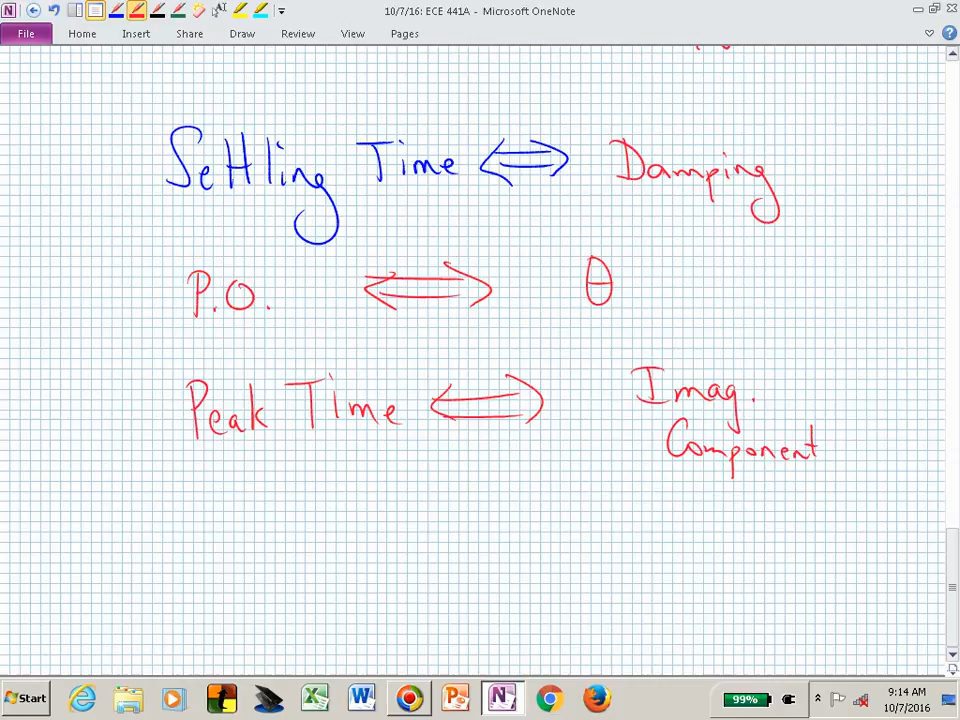 10/7/16: ECE 441A - Microsoft OneNote
File Home Insert Share Draw Review View Pages
Settling Time ⟺ Damping
P.O. ⟺ θ
Peak Time ⟺ Imag.
Component
Start 99% 9:14 AM
10/7/2016